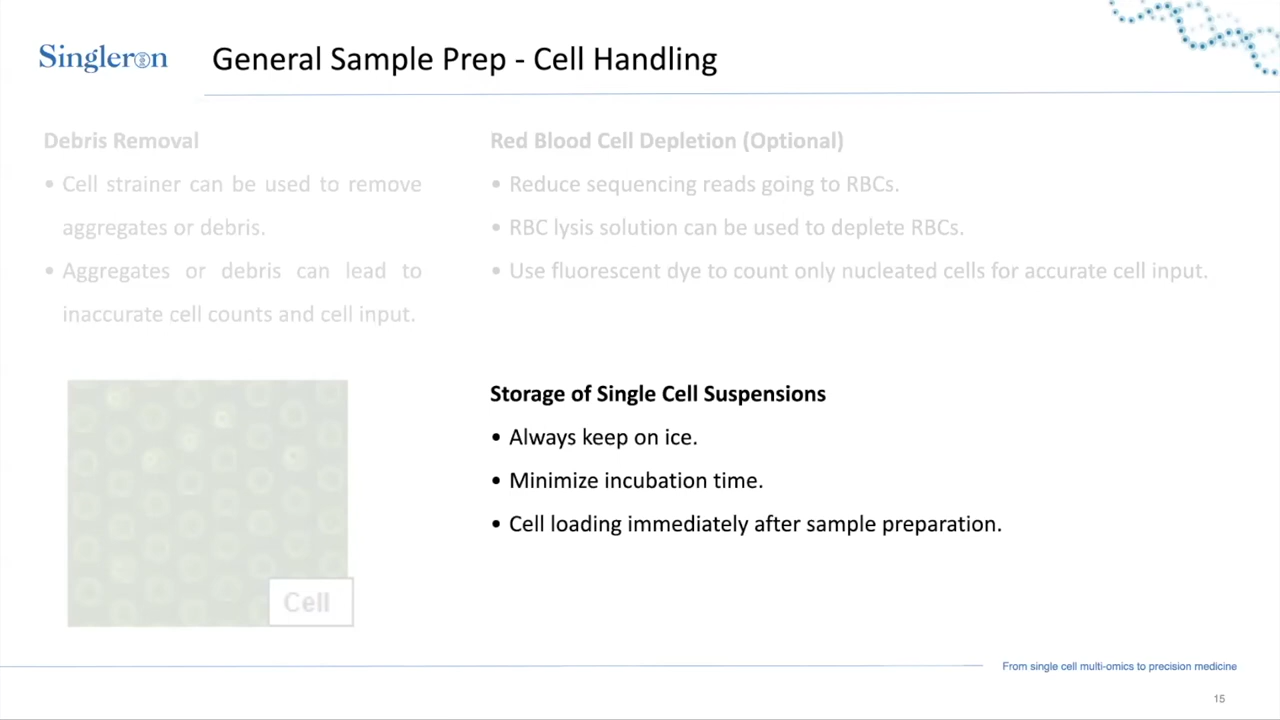 Singleron
General Sample Prep - Cell Handling
Debris Removal
• Cell strainer can be used to remove
aggregates or debris.
• Aggregates or debris can lead to
inaccurate cell counts and cell input.
Red Blood Cell Depletion (Optional)
• Reduce sequencing reads going to RBCs.
• RBC lysis solution can be used to deplete RBCs.
• Use fluorescent dye to count only nucleated cells for accurate cell input.
Cell
Storage of Single Cell Suspensions
• Always keep on ice.
• Minimize incubation time.
• Cell loading immediately after sample preparation.
From single cell multi-omics to precision medicine
15